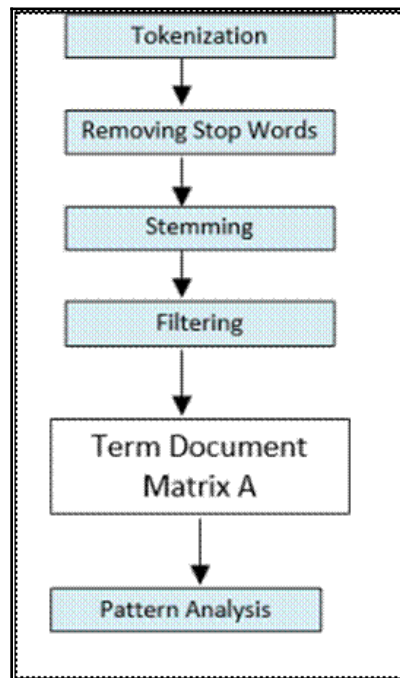 Tokenization
Removing Stop Words
Stemming
Filtering
Term Document
Matrix A
Pattern Analysis